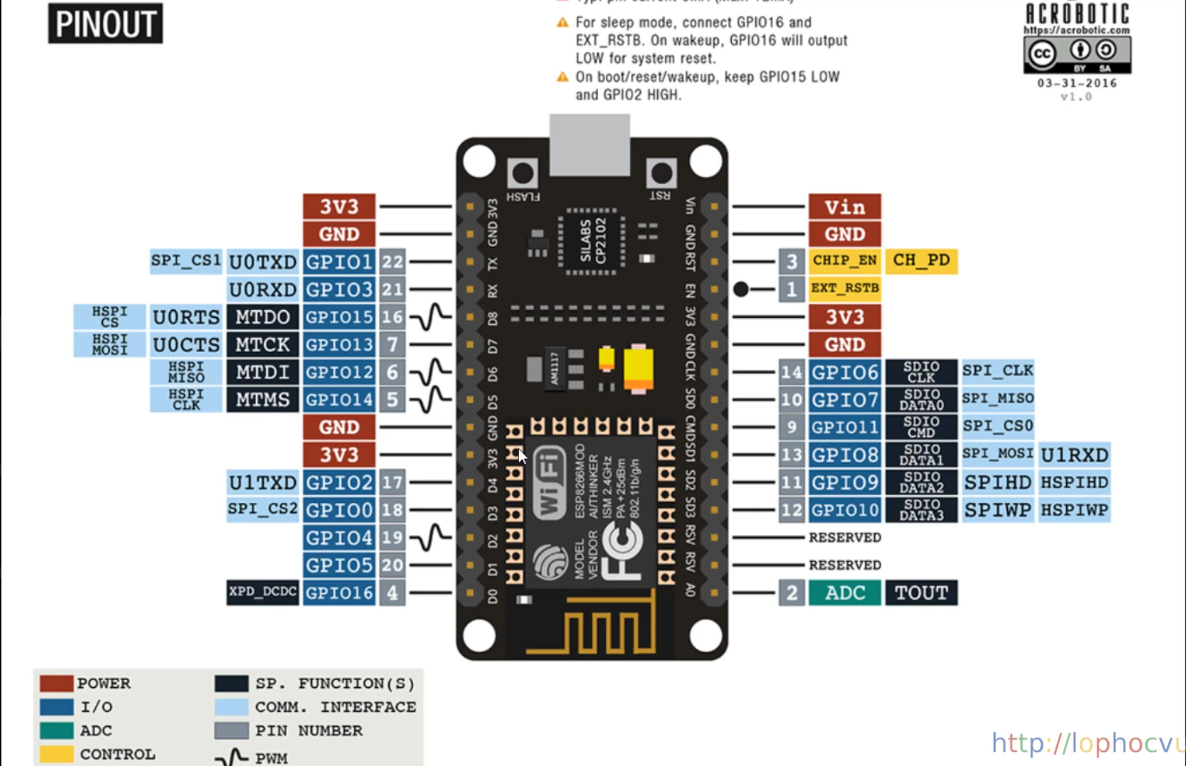 PINOUT
For sleep mode, connect GPIO16 and
EXT_RSTB. On wakeup, GPIO16 will output
LOW for system reset.
On boot/reset/wakeup, keep GPIO15 LOW
and GPIO2 HIGH.
ACROBOTIC
https://acrobotic.com
CC BY SA
03-31-2016
v1.0
FLASH
RST
3V3
GND
SPI_CS1 U0TXD GPIO1 22
U0RXD GPIO3 21
HSPI CS U0RTS MTDO GPIO15 16
HSPI MOSI U0CTS MTCK GPIO13 7
HSPI MISO MTDI GPIO12 6
HSPI CLK MTMS GPIO14 5
GND
3V3
U1TXD GPIO2 17
SPI_CS2 GPIO0 18
GPIO4 19
GPIO5 20
XPD_DCDC GPIO16 4
3V3
GND
TX
RX
D8
D7
D6
D5
GND
3V3
D4
D3
D2
D1
D0
SILABS
CP2102
AM1117
WiFi
ESP8266MOD
AI/THINKER
ISM 2.4GHz
PA +25dBm
802.11b/g/n
MODEL
VENDOR
FC
Vin
GND
RST
EN
3V3
GND
CLK
SD0
CMD
SD1
SD2
SD3
RSV
RSV
A0
Vin
GND
3 CHIP_EN CH_PD
1 EXT_RSTB
3V3
GND
14 GPIO6 SDIO CLK SPI_CLK
10 GPIO7 SDIO DATA0 SPI_MISO
9 GPIO11 SDIO CMD SPI_CS0
13 GPIO8 SDIO DATA1 SPI_MOSI U1RXD
11 GPIO9 SDIO DATA2 SPIHD HSPIHD
12 GPIO10 SDIO DATA3 SPIWP HSPIWP
RESERVED
RESERVED
2 ADC TOUT
POWER
I/O
ADC
CONTROL
SP. FUNCTION(S)
COMM. INTERFACE
PIN NUMBER
PWM
http://lophocvu